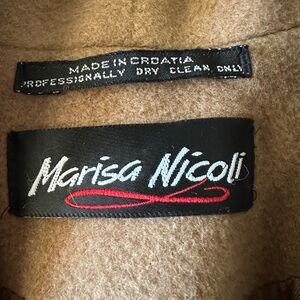 MADE IN CROATIA
PROFESSIONALLY DRY CLEAN ONLY
Marisa Nicoli